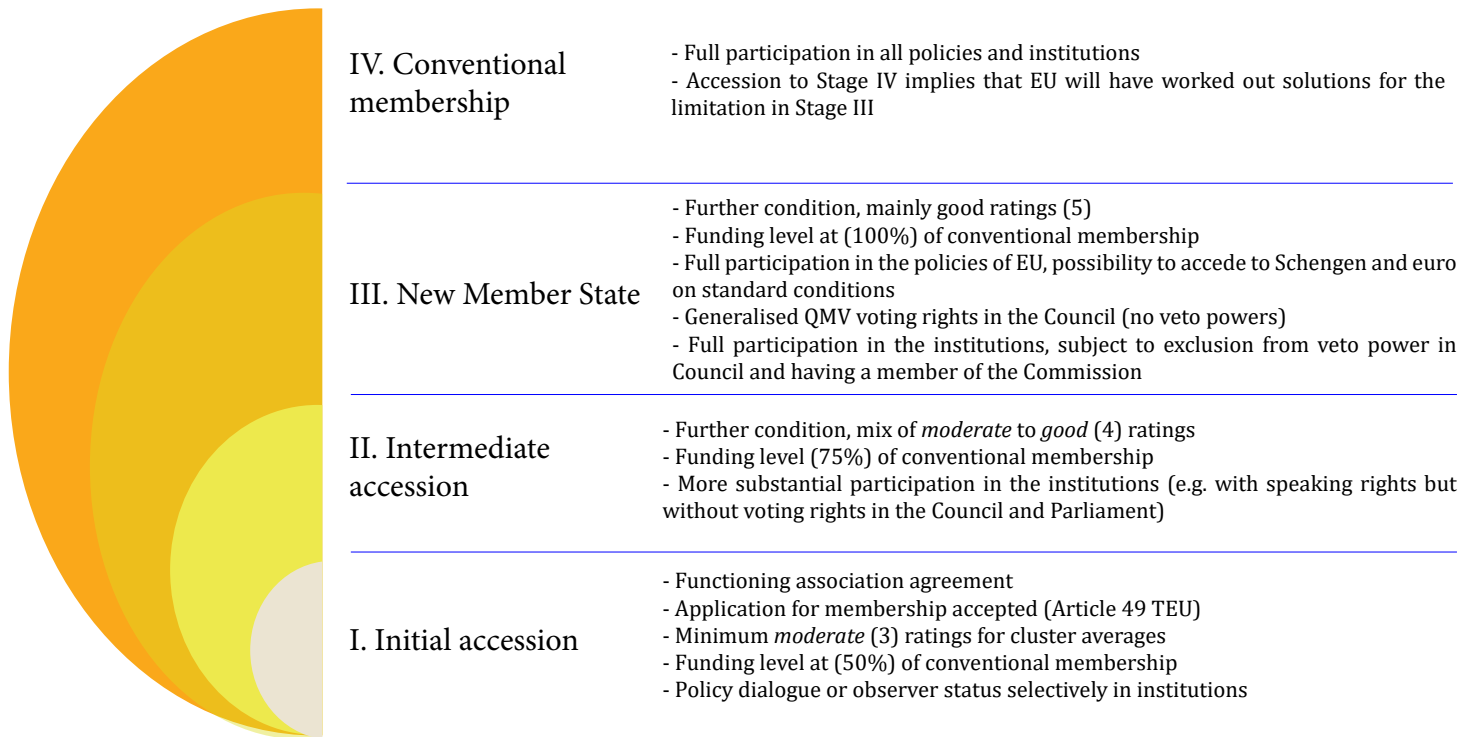 IV. Conventional
membership
- Full participation in all policies and institutions
- Accession to Stage IV implies that EU will have worked out solutions for the
limitation in Stage III
III. New Member State
- Further condition, mainly good ratings (5)
- Funding level at (100%) of conventional membership
- Full participation in the policies of EU, possibility to accede to Schengen and euro
on standard conditions
- Generalised QMV voting rights in the Council (no veto powers)
- Full participation in the institutions, subject to exclusion from veto power in
Council and having a member of the Commission
II. Intermediate
accession
- Further condition, mix of moderate to good (4) ratings
- Funding level (75%) of conventional membership
- More substantial participation in the institutions (e.g. with speaking rights but
without voting rights in the Council and Parliament)
I. Initial accession
- Functioning association agreement
- Application for membership accepted (Article 49 TEU)
- Minimum moderate (3) ratings for cluster averages
- Funding level at (50%) of conventional membership
- Policy dialogue or observer status selectively in institutions